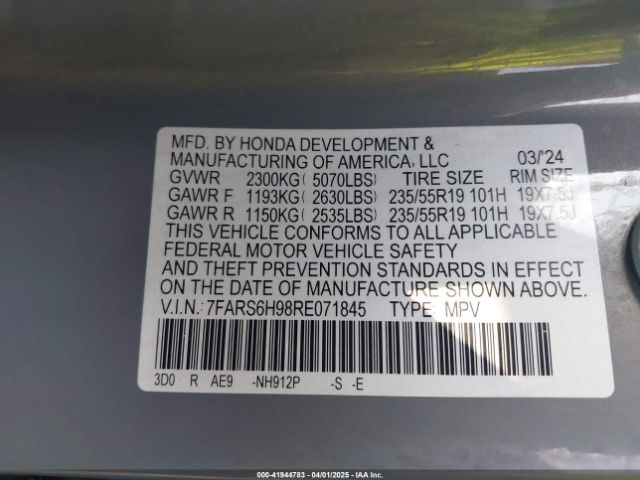 MFD. BY HONDA DEVELOPMENT &
MANUFACTURING OF AMERICA, LLC 03/'24
GVWR 2300KG( 5070LBS) TIRE SIZE RIM SIZE
GAWR F 1193KG( 2630LBS) 235/55R19 101H 19X7.5J
GAWR R 1150KG( 2535LBS) 235/55R19 101H 19X7.5J
THIS VEHICLE CONFORMS TO ALL APPLICABLE
FEDERAL MOTOR VEHICLE SAFETY
AND THEFT PREVENTION STANDARDS IN EFFECT
ON THE DATE OF MANUFACTURE SHOWN ABOVE.
V.I.N.: 7FARS6H98RE071845 TYPE: MPV
3D0 R AE9 -NH912P -S -E
000-41944783 - 04/01/2025 - IAA Inc.